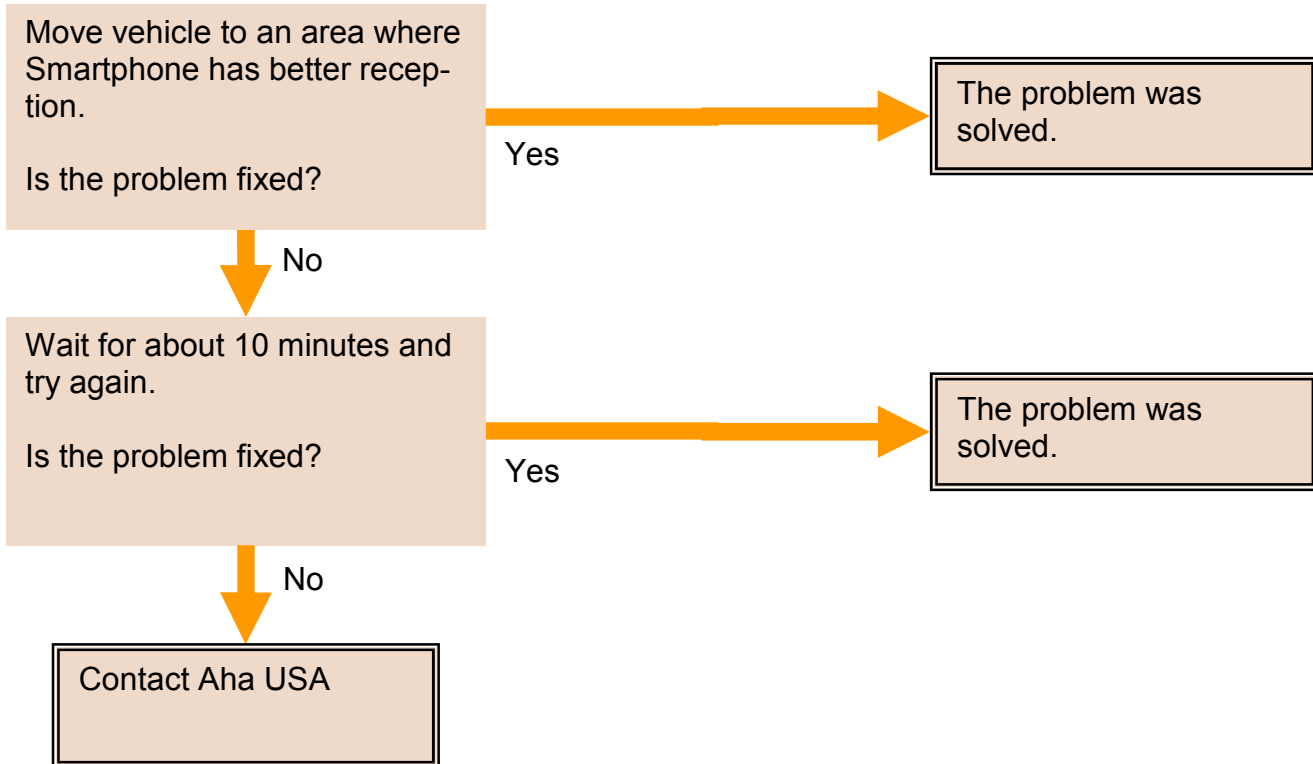 Move vehicle to an area where
Smartphone has better recep-
tion.
Is the problem fixed?
Yes
The problem was
solved.
No
Wait for about 10 minutes and
try again.
Is the problem fixed?
Yes
The problem was
solved.
No
Contact Aha USA